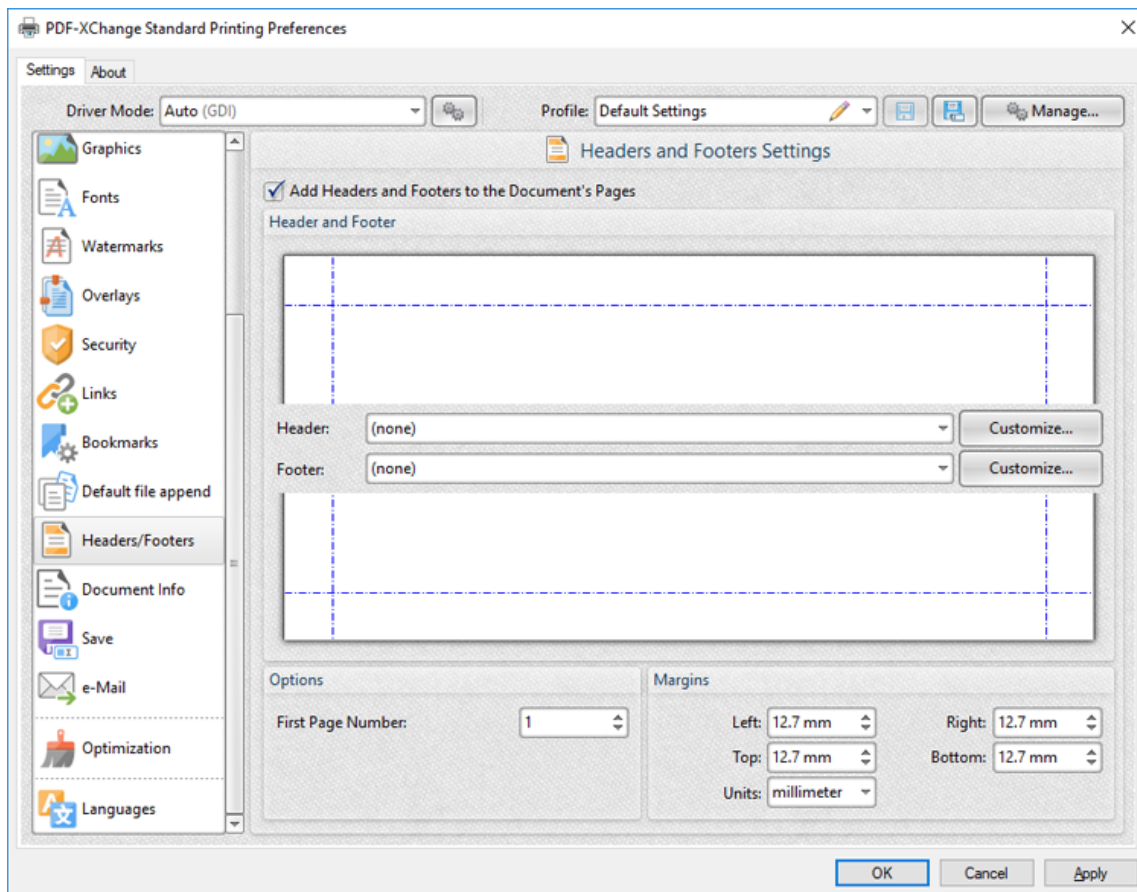 PDF-XChange Standard Printing Preferences
Settings About
Driver Mode: Auto (GDI) Profile: Default Settings Manage...
Graphics
Fonts
Watermarks
Overlays
Security
Links
Bookmarks
Default file append
Headers/Footers
Document Info
Save
e-Mail
Optimization
Languages
Headers and Footers Settings
Add Headers and Footers to the Document's Pages
Header and Footer
Header: (none) Customize...
Footer: (none) Customize...
Options
First Page Number: 1
Margins
Left: 12.7 mm Right: 12.7 mm
Top: 12.7 mm Bottom: 12.7 mm
Units: millimeter
OK Cancel Apply